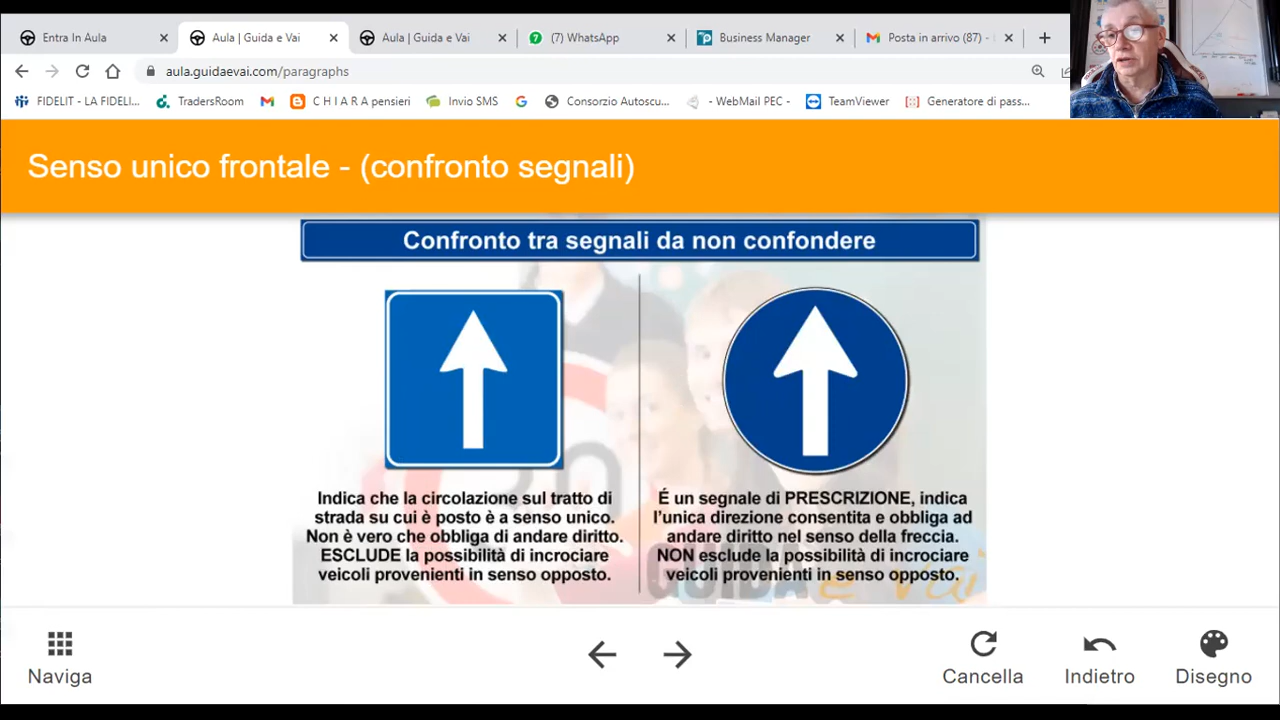 Entra In Aula
Aula | Guida e Vai
Aula | Guida e Vai
(7) WhatsApp
Business Manager
Posta in arrivo (87) -
aula.guidaevai.com/paragraphs
FIDELIT - LA FIDELI...
TradersRoom
C H I A R A pensieri
Invio SMS
Consorzio Autoscu...
- WebMail PEC -
TeamViewer
Generatore di pass...
Senso unico frontale - (confronto segnali)
Confronto tra segnali da non confondere
Indica che la circolazione sul tratto di
strada su cui è posto è a senso unico.
Non è vero che obbliga di andare diritto.
ESCLUDE la possibilità di incrociare
veicoli provenienti in senso opposto.
É un segnale di PRESCRIZIONE, indica
l'unica direzione consentita e obbliga ad
andare diritto nel senso della freccia.
NON esclude la possibilità di incrociare
veicoli provenienti in senso opposto.
GUIDA e vai
Naviga
Cancella
Indietro
Disegno